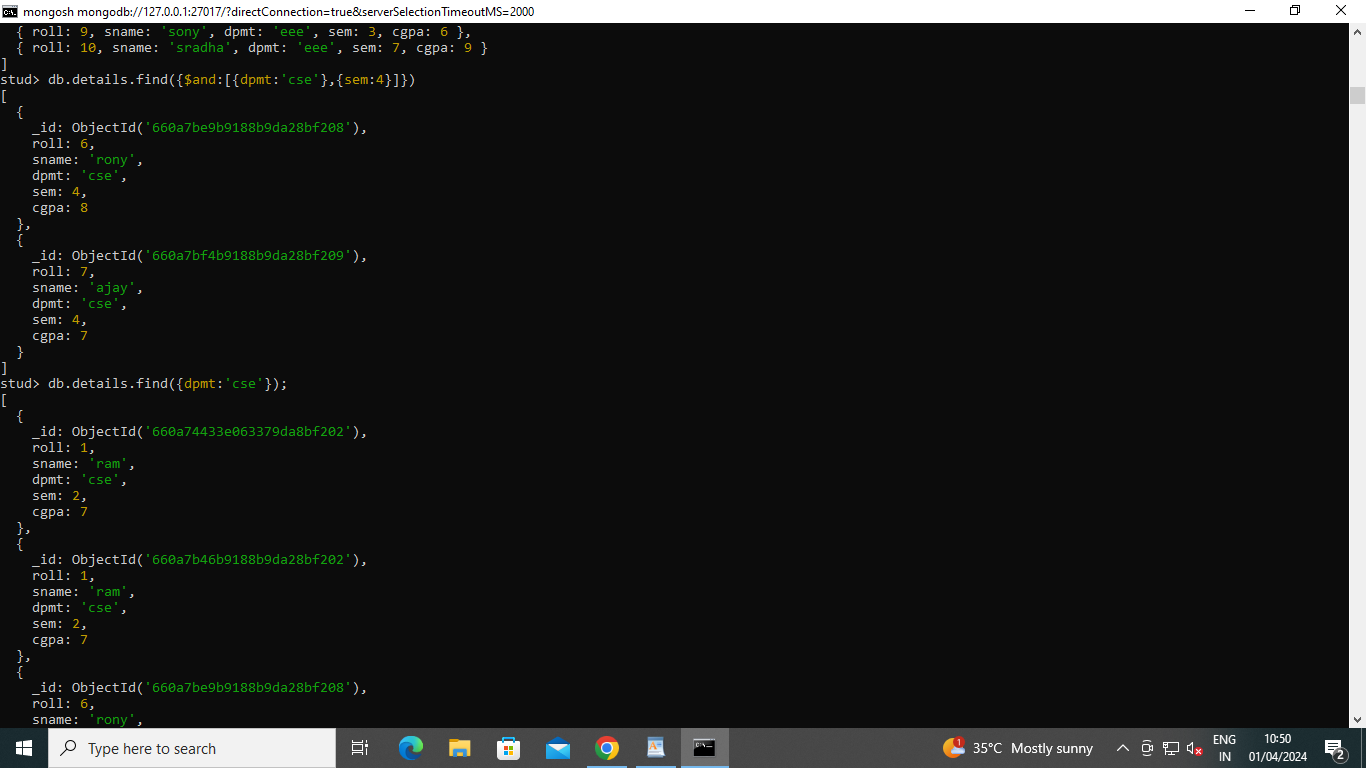 mongosh mongodb://127.0.0.1:27017/?directConnection=true&serverSelectionTimeoutMS=2000
  { roll: 9, sname: 'sony', dpmt: 'eee', sem: 3, cgpa: 6 },
  { roll: 10, sname: 'sradha', dpmt: 'eee', sem: 7, cgpa: 9 }
]
stud> db.details.find({$and:[{dpmt:'cse'},{sem:4}]})
[
  {
    _id: ObjectId('660a7be9b9188b9da28bf208'),
    roll: 6,
    sname: 'rony',
    dpmt: 'cse',
    sem: 4,
    cgpa: 8
  },
  {
    _id: ObjectId('660a7bf4b9188b9da28bf209'),
    roll: 7,
    sname: 'ajay',
    dpmt: 'cse',
    sem: 4,
    cgpa: 7
  }
]
stud> db.details.find({dpmt:'cse'});
[
  {
    _id: ObjectId('660a74433e063379da8bf202'),
    roll: 1,
    sname: 'ram',
    dpmt: 'cse',
    sem: 2,
    cgpa: 7
  },
  {
    _id: ObjectId('660a7b46b9188b9da28bf202'),
    roll: 1,
    sname: 'ram',
    dpmt: 'cse',
    sem: 2,
    cgpa: 7
  },
  {
    _id: ObjectId('660a7be9b9188b9da28bf208'),
    roll: 6,
    sname: 'rony',
Type here to search
1
35°C Mostly sunny
ENG
IN
10:50
01/04/2024
2